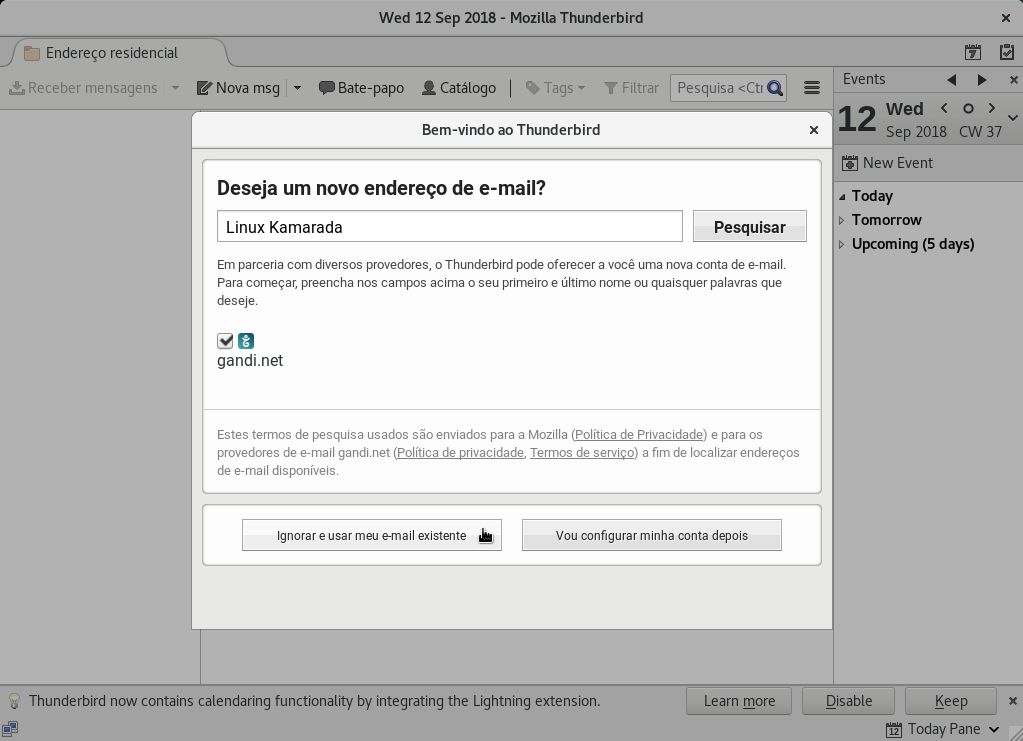 Wed 12 Sep 2018 - Mozilla Thunderbird
Endereço residencial
Receber mensagens
Nova msg
Bate-papo
Catálogo
Tags
Filtrar
Pesquisa <Ctr
Events
12
Wed
Sep 2018 CW 37
New Event
Today
Tomorrow
Upcoming (5 days)
Bem-vindo ao Thunderbird
Deseja um novo endereço de e-mail?
Linux Kamarada
Pesquisar
Em parceria com diversos provedores, o Thunderbird pode oferecer a você uma nova conta de e-mail.
Para começar, preencha nos campos acima o seu primeiro e último nome ou quaisquer palavras que
deseje.
gandi.net
Estes termos de pesquisa usados são enviados para a Mozilla (Política de Privacidade) e para os
provedores de e-mail gandi.net (Política de privacidade, Termos de serviço) a fim de localizar endereços
de e-mail disponíveis.
Ignorar e usar meu e-mail existente
Vou configurar minha conta depois
Thunderbird now contains calendaring functionality by integrating the Lightning extension.
Learn more
Disable
Keep
Today Pane